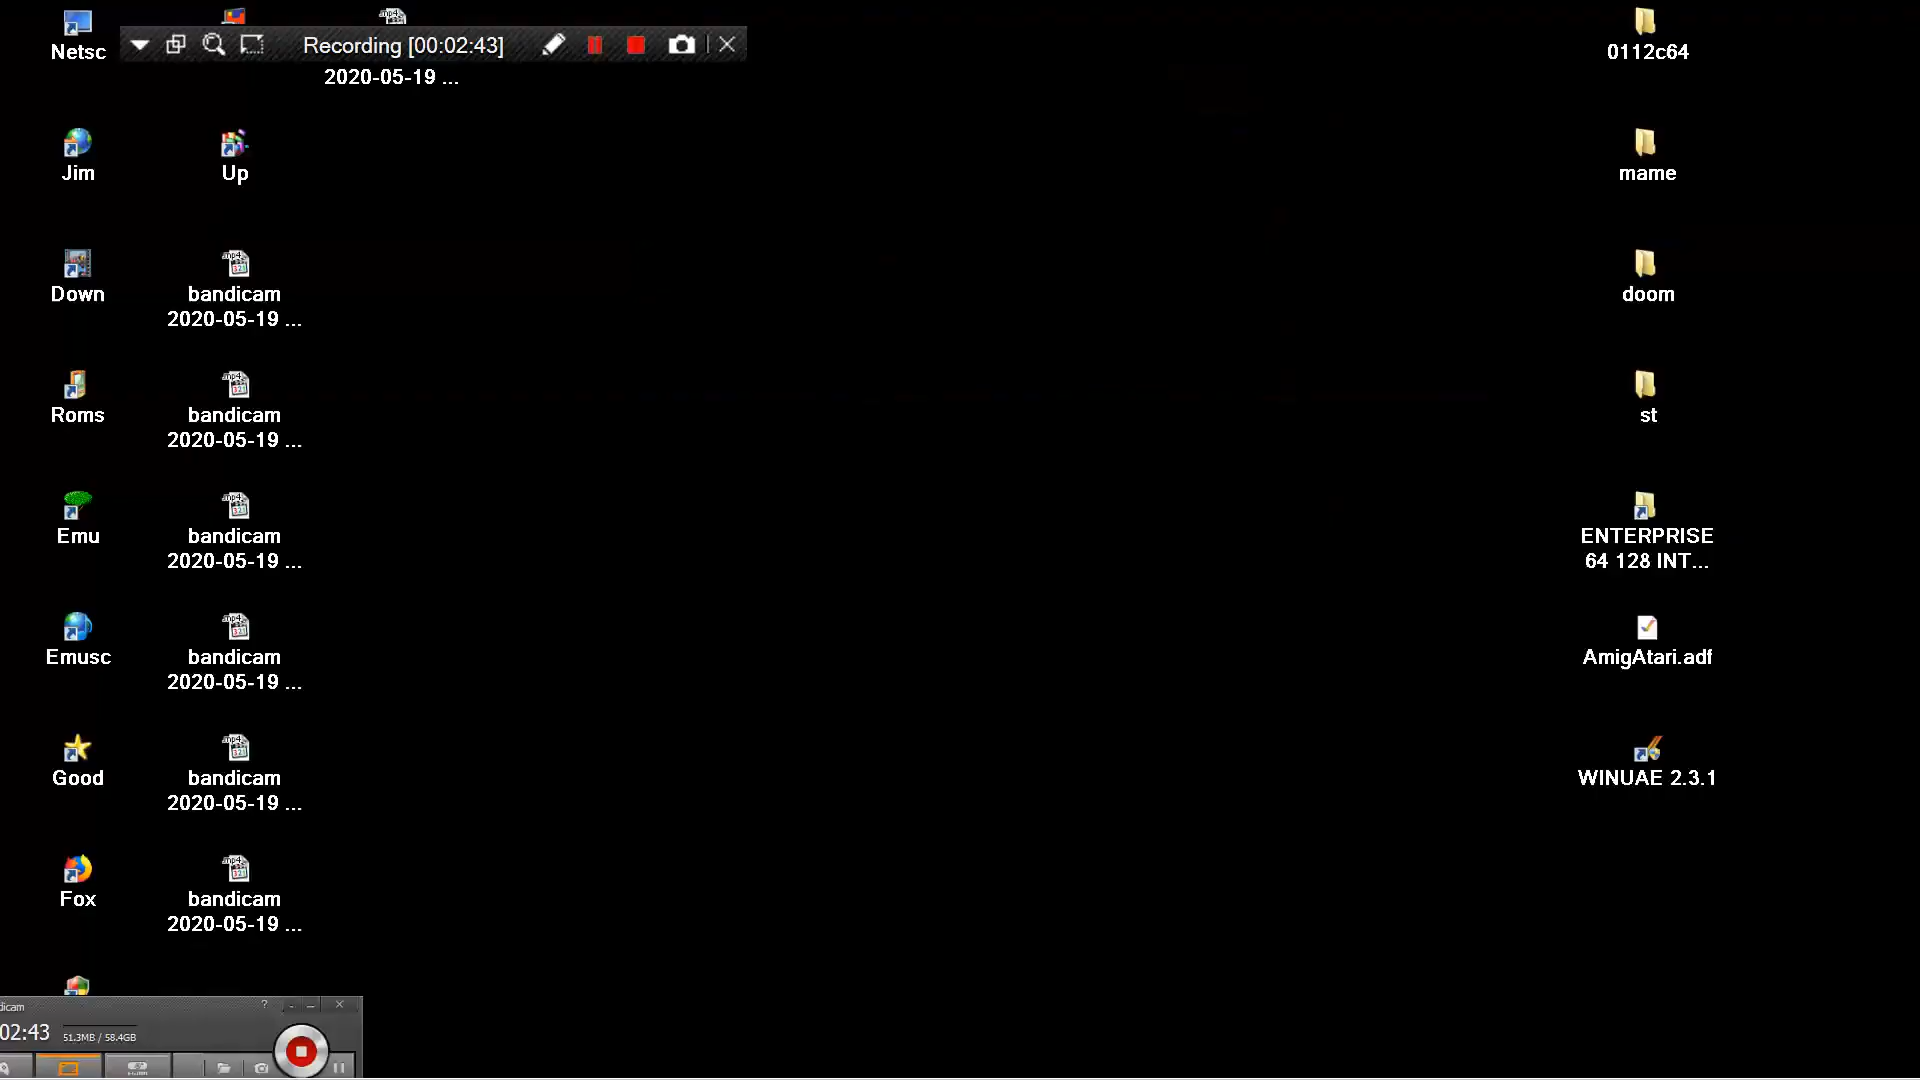 Netsc
Recording [00:02:43]
2020-05-19 ...
0112c64
Jim
Up
mame
Down
bandicam
2020-05-19 ...
doom
Roms
bandicam
2020-05-19 ...
st
Emu
bandicam
2020-05-19 ...
ENTERPRISE
64 128 INT...
Emusc
bandicam
2020-05-19 ...
AmigAtari.adf
Good
bandicam
2020-05-19 ...
WINUAE 2.3.1
Fox
bandicam
2020-05-19 ...
dicam
02:43
51.3MB / 58.4GB